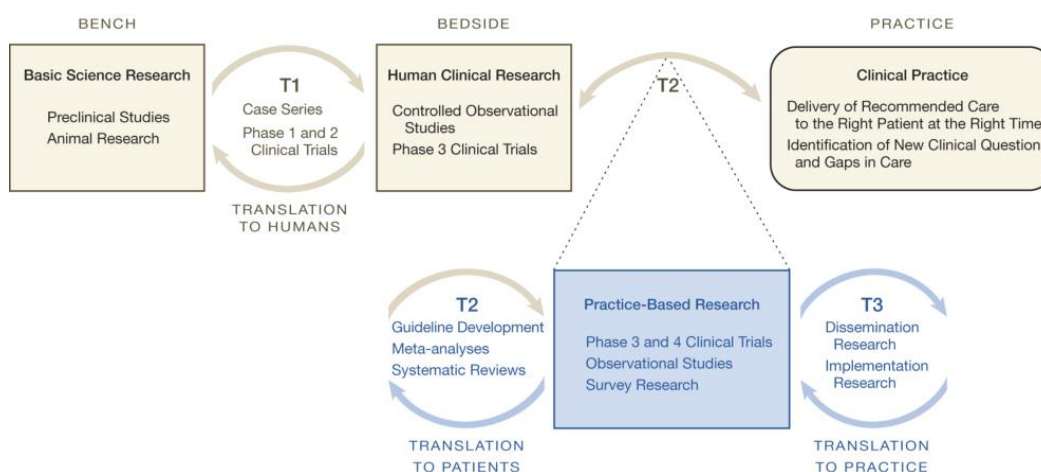 BENCH
BEDSIDE
PRACTICE
Basic Science Research
Preclinical Studies
Animal Research
T1
Case Series
Phase 1 and 2
Clinical Trials
TRANSLATION
TO HUMANS
Human Clinical Research
Controlled Observational
Studies
Phase 3 Clinical Trials
T2
Clinical Practice
Delivery of Recommended Care
to the Right Patient at the Right Time
Identification of New Clinical Question
and Gaps in Care
T2
Guideline Development
Meta-analyses
Systematic Reviews
TRANSLATION
TO PATIENTS
Practice-Based Research
Phase 3 and 4 Clinical Trials
Observational Studies
Survey Research
T3
Dissemination
Research
Implementation
Research
TRANSLATION
TO PRACTICE